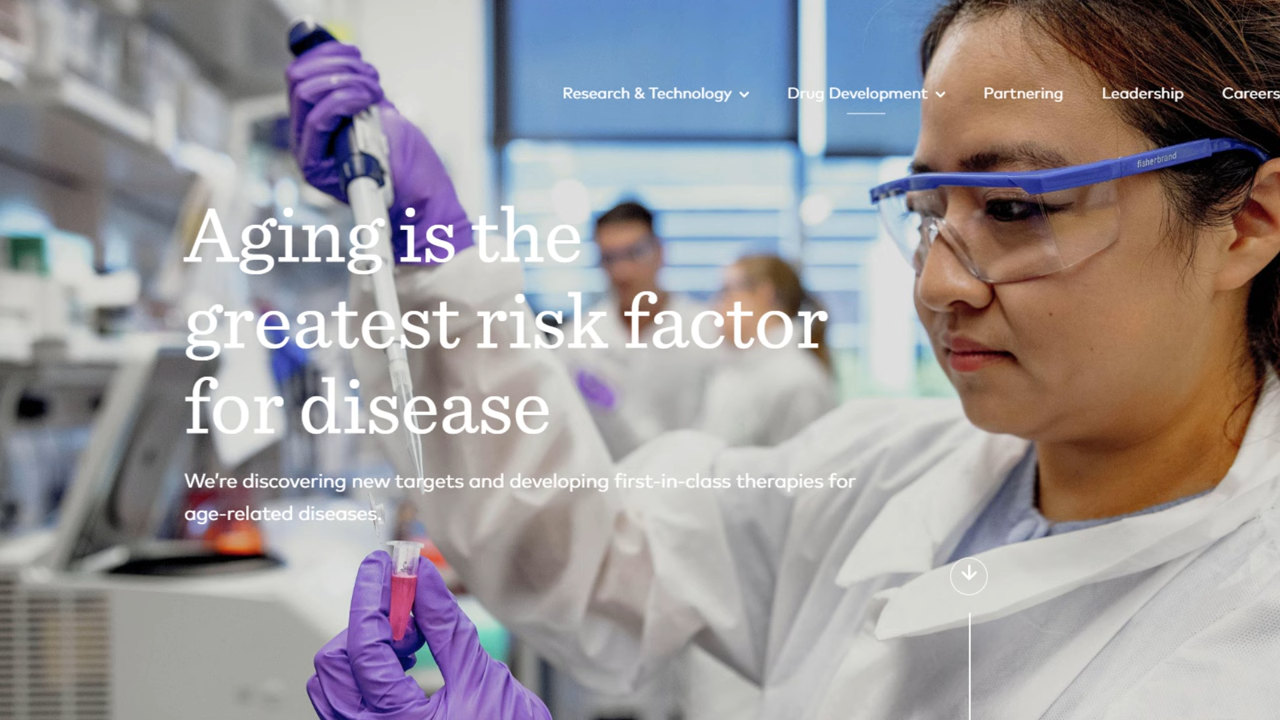 Research & Technology Drug Development Partnering Leadership Careers
fisherbrand
Aging is the
greatest risk factor
for disease
We're discovering new targets and developing first-in-class therapies for
age-related diseases.